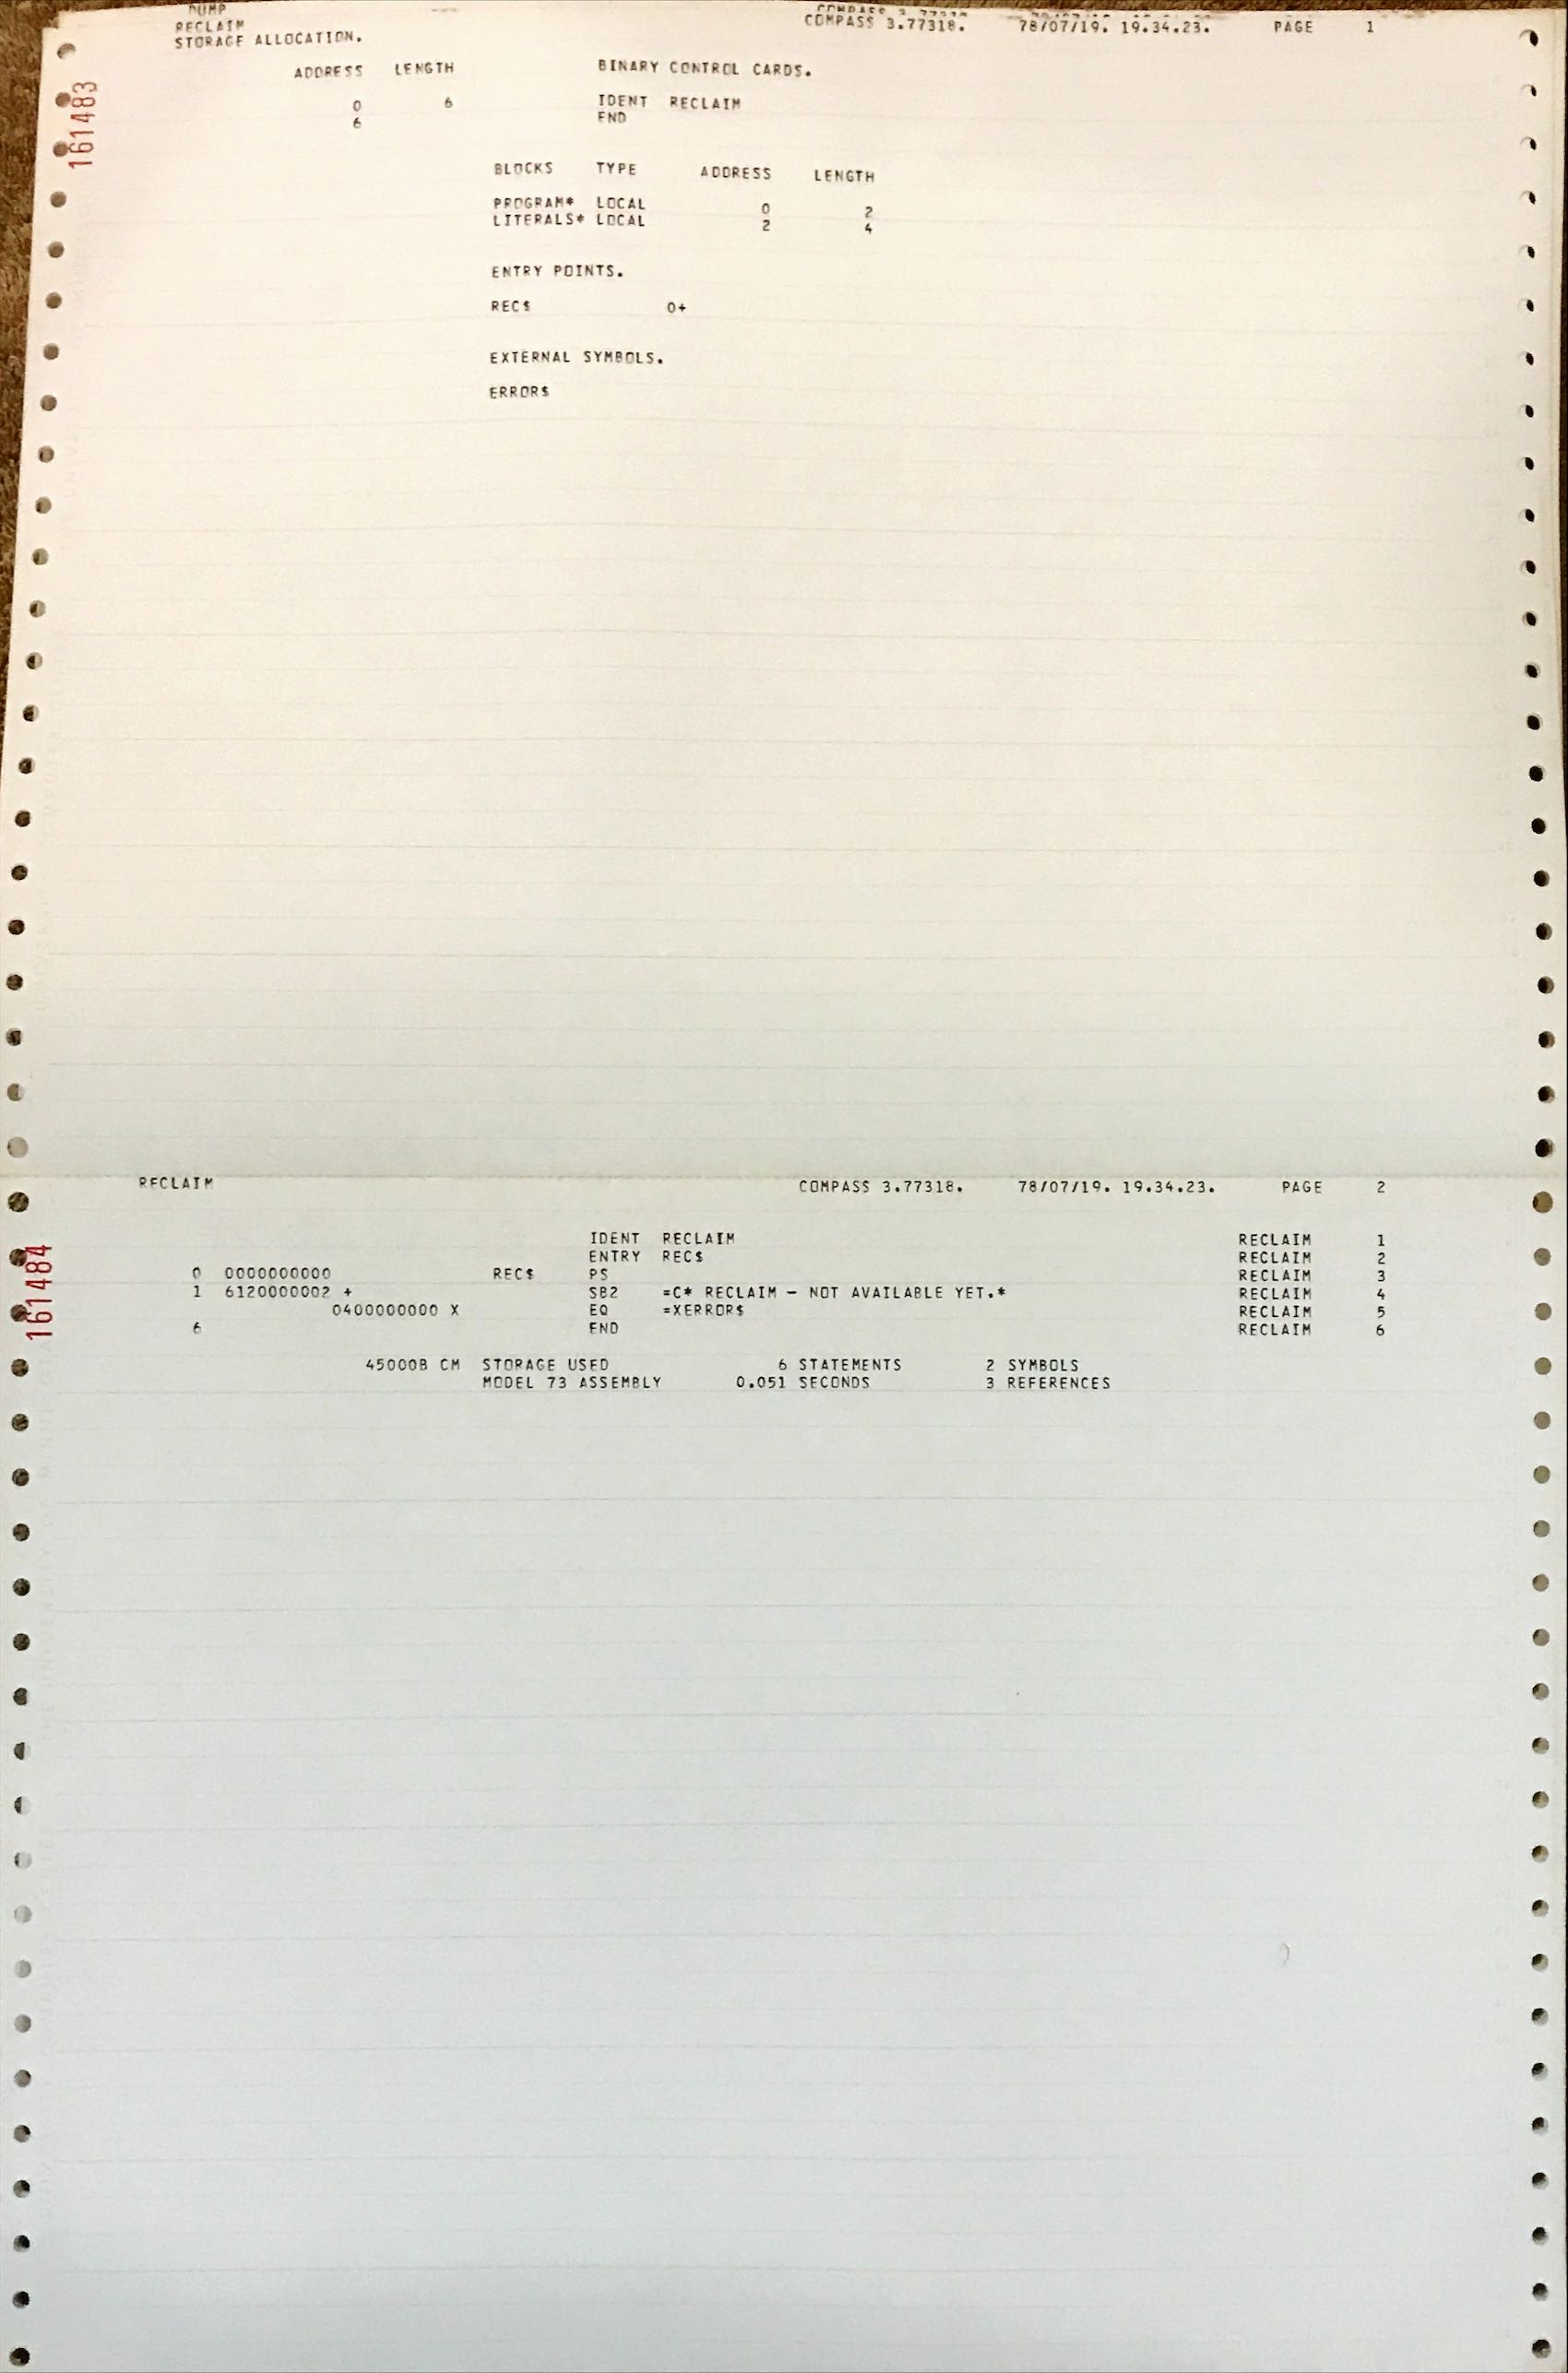 DUMP COMPASS 3.77318.
RECLAIM COMPASS 3.77318. 78/07/19. 19.34.23. PAGE 1
STORAGE ALLOCATION.
ADDRESS LENGTH BINARY CONTROL CARDS.
0 6 IDENT RECLAIM
6 END
161483
BLOCKS TYPE ADDRESS LENGTH
PROGRAM* LOCAL 0 2
LITERALS* LOCAL 2 4
ENTRY POINTS.
REC$ 0+
EXTERNAL SYMBOLS.
ERROR$
RECLAIM COMPASS 3.77318. 78/07/19. 19.34.23. PAGE 2
161484
IDENT RECLAIM RECLAIM 1
ENTRY REC$ RECLAIM 2
0 0000000000 REC$ PS RECLAIM 3
1 6120000002 + SB2 =C* RECLAIM - NOT AVAILABLE YET.* RECLAIM 4
0400000000 X EQ =XERROR$ RECLAIM 5
6 END RECLAIM 6
45000B CM STORAGE USED 6 STATEMENTS 2 SYMBOLS
MODEL 73 ASSEMBLY 0.051 SECONDS 3 REFERENCES